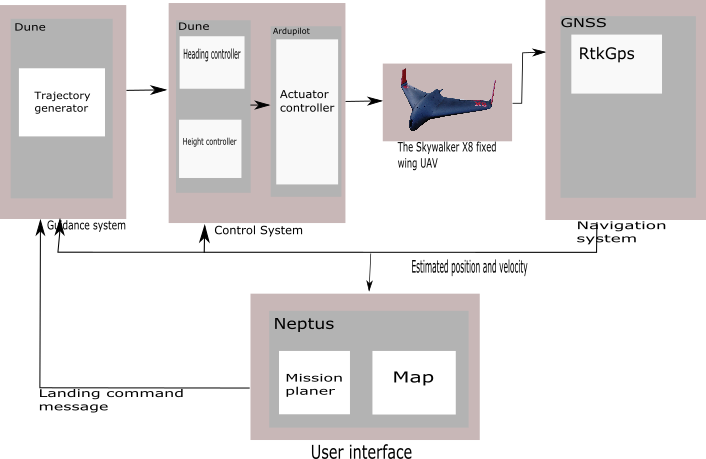 Dune
Trajectory
generator
Guidance system
Dune
Heading controller
Height controller
Ardupilot
Actuator
controller
Control System
The Skywalker X8 fixed
wing UAV
GNSS
RtkGps
Navigation
system
Estimated position and velocity
Neptus
Mission
planer
Map
Landing command
message
User interface